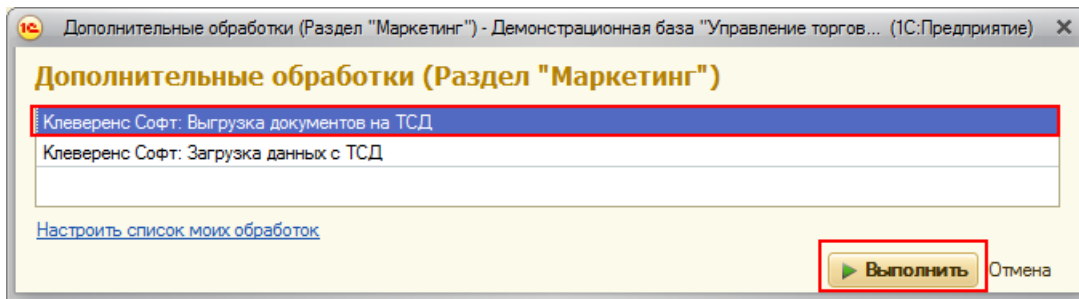 1С Дополнительные обработки (Раздел "Маркетинг") - Демонстрационная база "Управление торгов... (1С:Предприятие)
Дополнительные обработки (Раздел "Маркетинг")
Клеверенс Софт: Выгрузка документов на ТСД
Клеверенс Софт: Загрузка данных с ТСД
Настроить список моих обработок
Выполнить Отмена